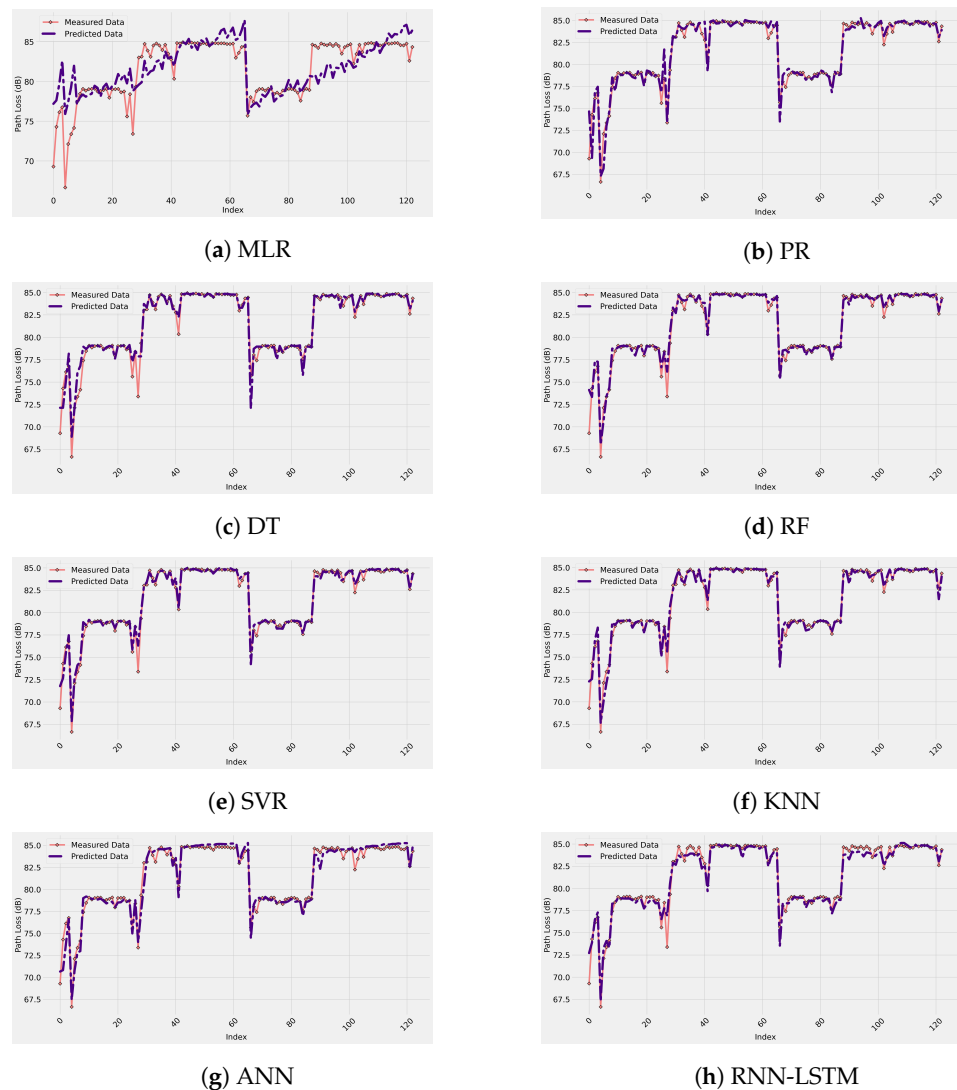 Measured Data
Predicted Data
85
80
75
70
Path Loss (dB)
0
20
40
60
80
100
120
Index
(a) MLR
Measured Data
Predicted Data
85.0
82.5
80.0
77.5
75.0
72.5
70.0
67.5
Path Loss (dB)
0
20
40
60
80
100
120
Index
(b) PR
Measured Data
Predicted Data
85.0
82.5
80.0
77.5
75.0
72.5
70.0
67.5
Path Loss (dB)
0
20
40
60
80
100
120
Index
(c) DT
Measured Data
Predicted Data
85.0
82.5
80.0
77.5
75.0
72.5
70.0
67.5
Path Loss (dB)
0
20
40
60
80
100
120
Index
(d) RF
Measured Data
Predicted Data
85.0
82.5
80.0
77.5
75.0
72.5
70.0
67.5
Path Loss (dB)
0
20
40
60
80
100
120
Index
(e) SVR
Measured Data
Predicted Data
85.0
82.5
80.0
77.5
75.0
72.5
70.0
67.5
Path Loss (dB)
0
20
40
60
80
100
120
Index
(f) KNN
Measured Data
Predicted Data
85.0
82.5
80.0
77.5
75.0
72.5
70.0
67.5
Path Loss (dB)
0
20
40
60
80
100
120
Index
(g) ANN
Measured Data
Predicted Data
85.0
82.5
80.0
77.5
75.0
72.5
70.0
67.5
Path Loss (dB)
0
20
40
60
80
100
120
Index
(h) RNN-LSTM